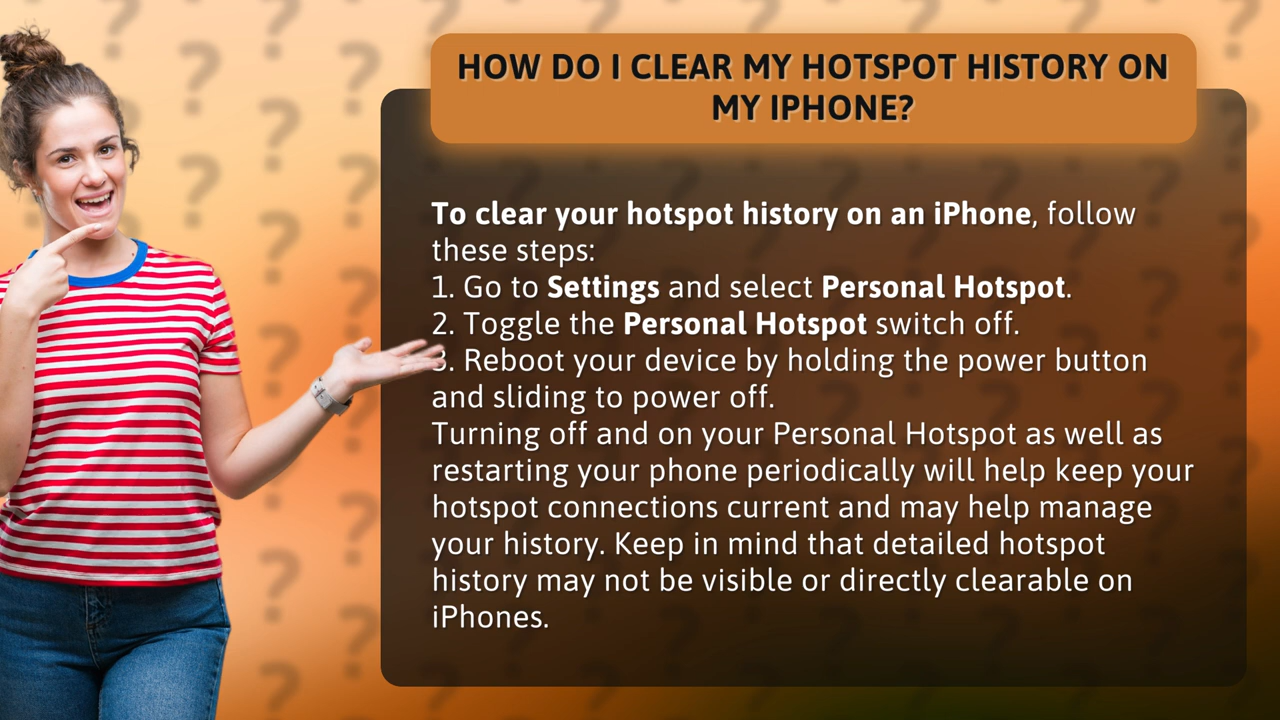 HOW DO I CLEAR MY HOTSPOT HISTORY ON
MY IPHONE?
To clear your hotspot history on an iPhone, follow
these steps:
1. Go to Settings and select Personal Hotspot.
2. Toggle the Personal Hotspot switch off.
3. Reboot your device by holding the power button
and sliding to power off.
Turning off and on your Personal Hotspot as well as
restarting your phone periodically will help keep your
hotspot connections current and may help manage
your history. Keep in mind that detailed hotspot
history may not be visible or directly clearable on
iPhones.